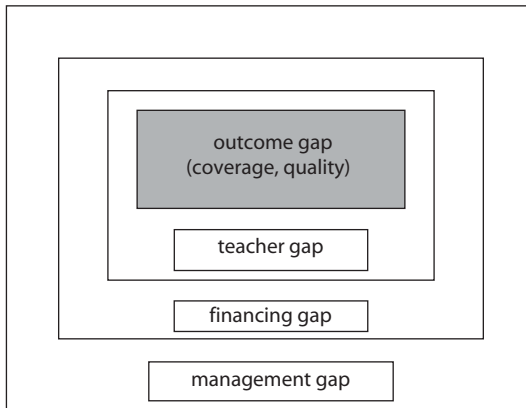 outcome gap
(coverage, quality)
teacher gap
financing gap
management gap